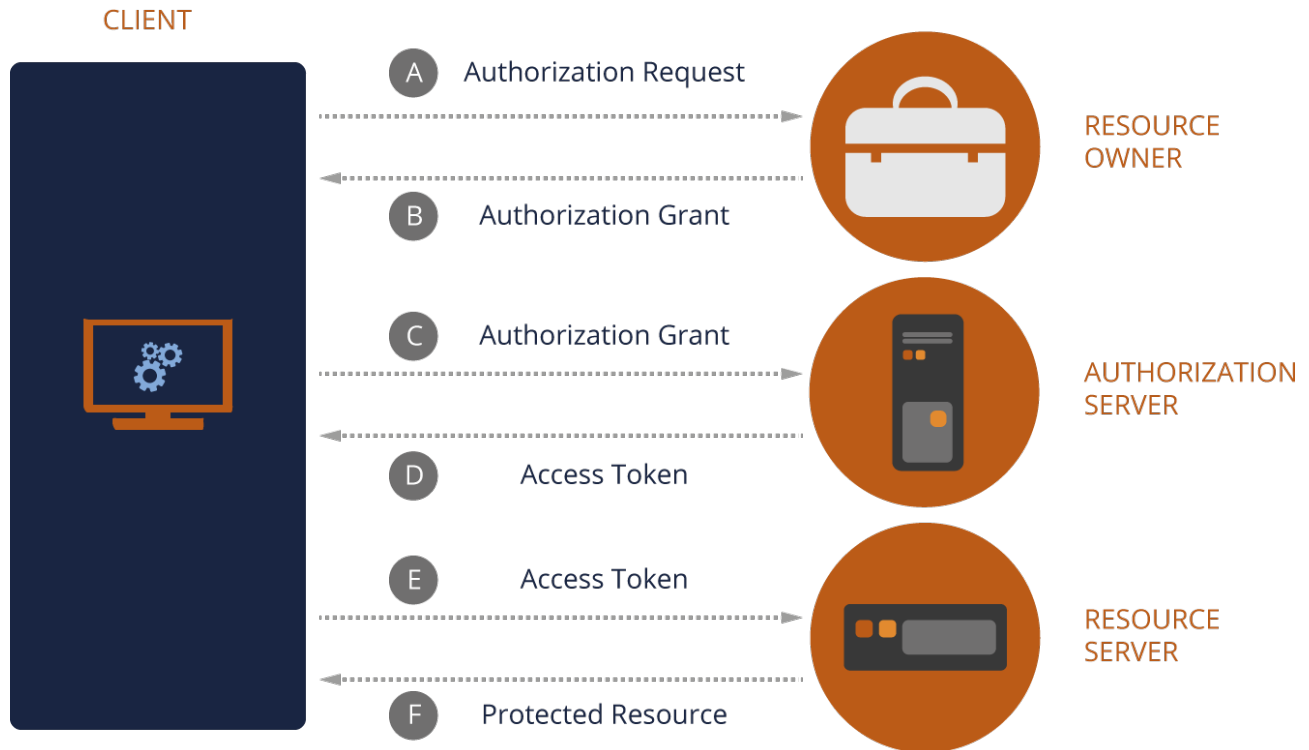 CLIENT
A Authorization Request
RESOURCE
OWNER
B Authorization Grant
C Authorization Grant
AUTHORIZATION
SERVER
D Access Token
E Access Token
RESOURCE
SERVER
F Protected Resource